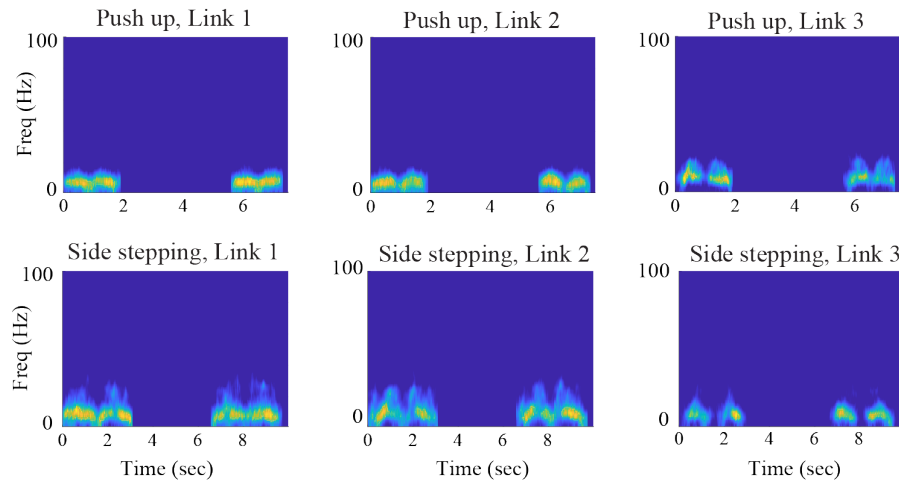 Push up, Link 1
Push up, Link 2
Push up, Link 3
100
100
100
Freq (Hz)
0
0
0
0 2 4 6
0 2 4 6
0 2 4 6
Side stepping, Link 1
Side stepping, Link 2
Side stepping, Link 3
100
100
100
Freq (Hz)
0
0
0
0 2 4 6 8
0 2 4 6 8
0 2 4 6 8
Time (sec)
Time (sec)
Time (sec)